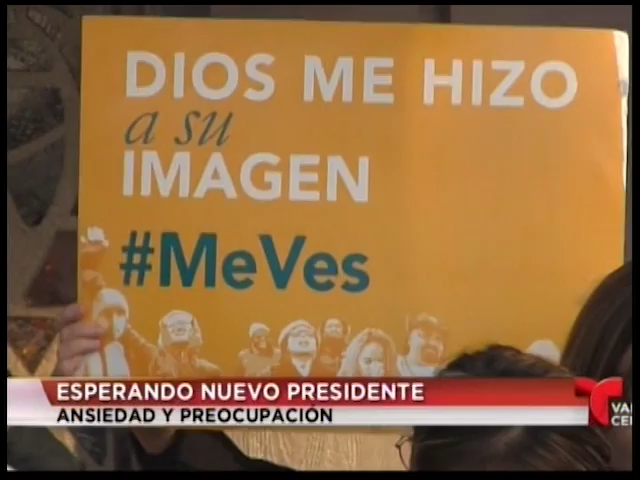 DIOS ME HIZO
a su
IMAGEN
#MeVes
ESPERANDO NUEVO PRESIDENTE
ANSIEDAD Y PREOCUPACIÓN